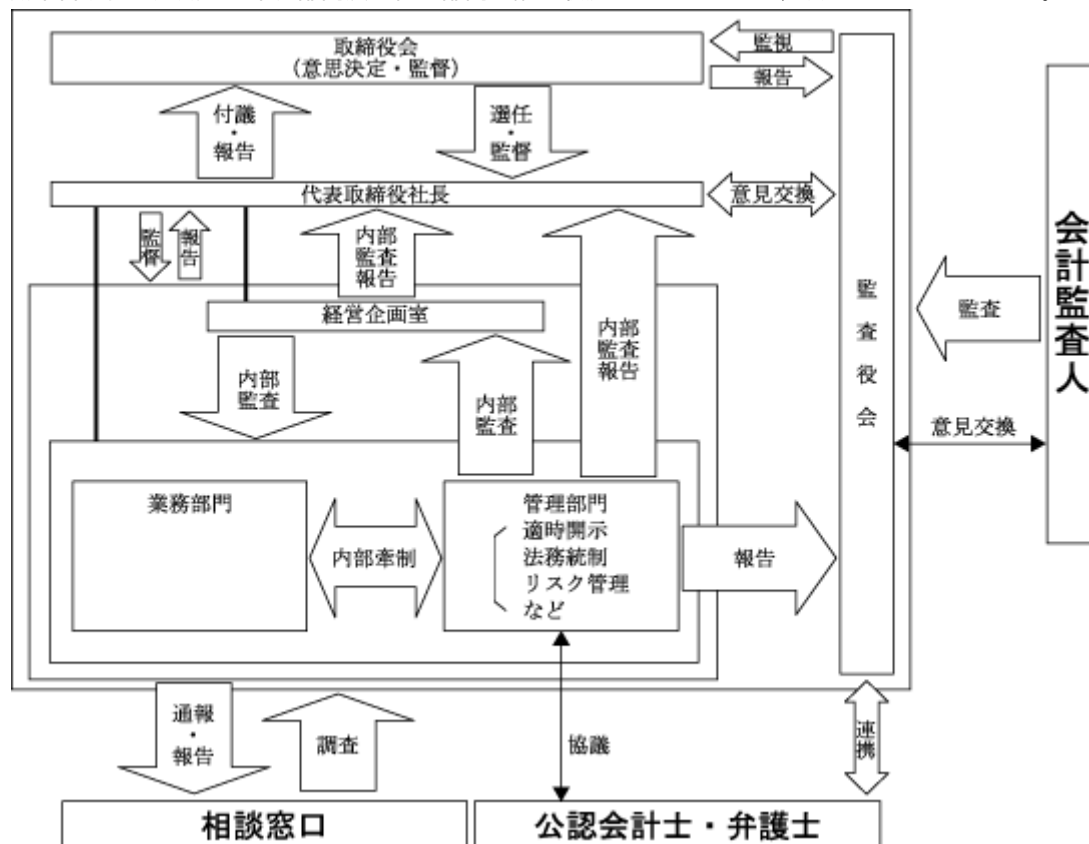 取締役会
(意思決定・監督)
監視
報告
付議
・
報告
選任
・
監督
代表取締役社長
意見交換
監督
報告
内部
監査
報告
内部
監査
報告
経営企画室
内部
監査
内部
監査
監査役会
監査
会計監査人
意見交換
業務部門
内部牽制
管理部門
適時開示
法務統制
リスク管理
など
報告
通報
・
報告
調査
協議
連携
相談窓口
公認会計士・弁護士